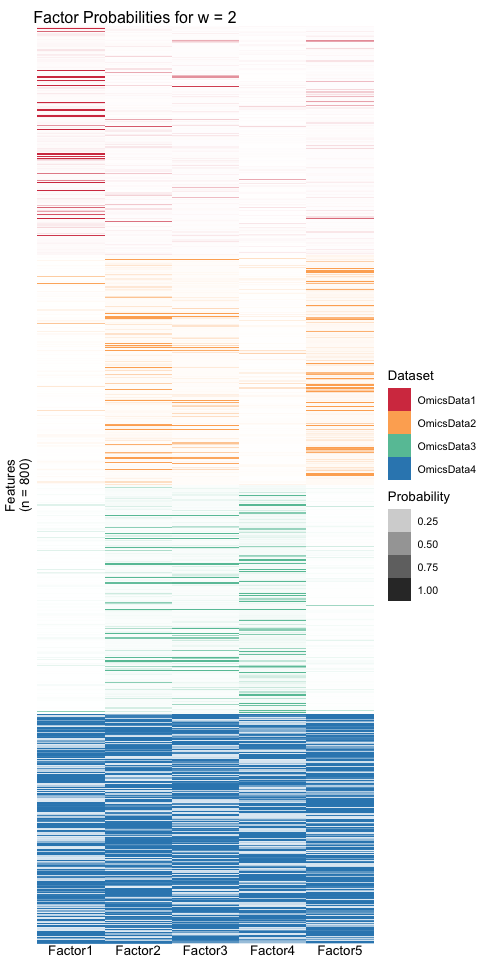 Factor Probabilities for w = 2
Features
(n = 800)
Dataset
OmicsData1
OmicsData2
OmicsData3
OmicsData4
Probability
0.25
0.50
0.75
1.00
Factor1 Factor2 Factor3 Factor4 Factor5